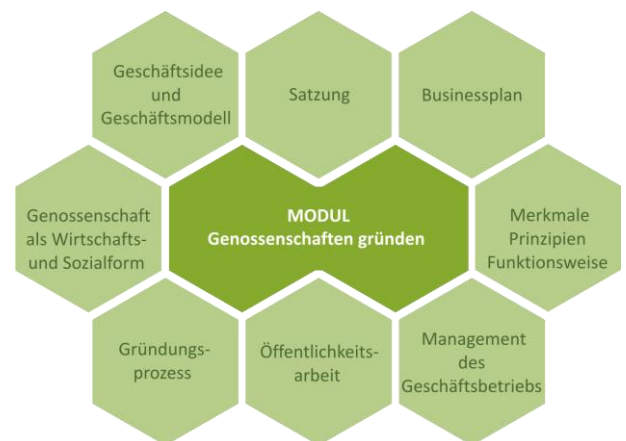 Geschäftsidee
und
Geschäftsmodell
Satzung
Businessplan
Genossenschaft
als Wirtschafts-
und Sozialform
MODUL
Genossenschaften gründen
Merkmale
Prinzipien
Funktionsweise
Gründungs-
prozess
Öffentlichkeits-
arbeit
Management
des
Geschäftsbetriebs